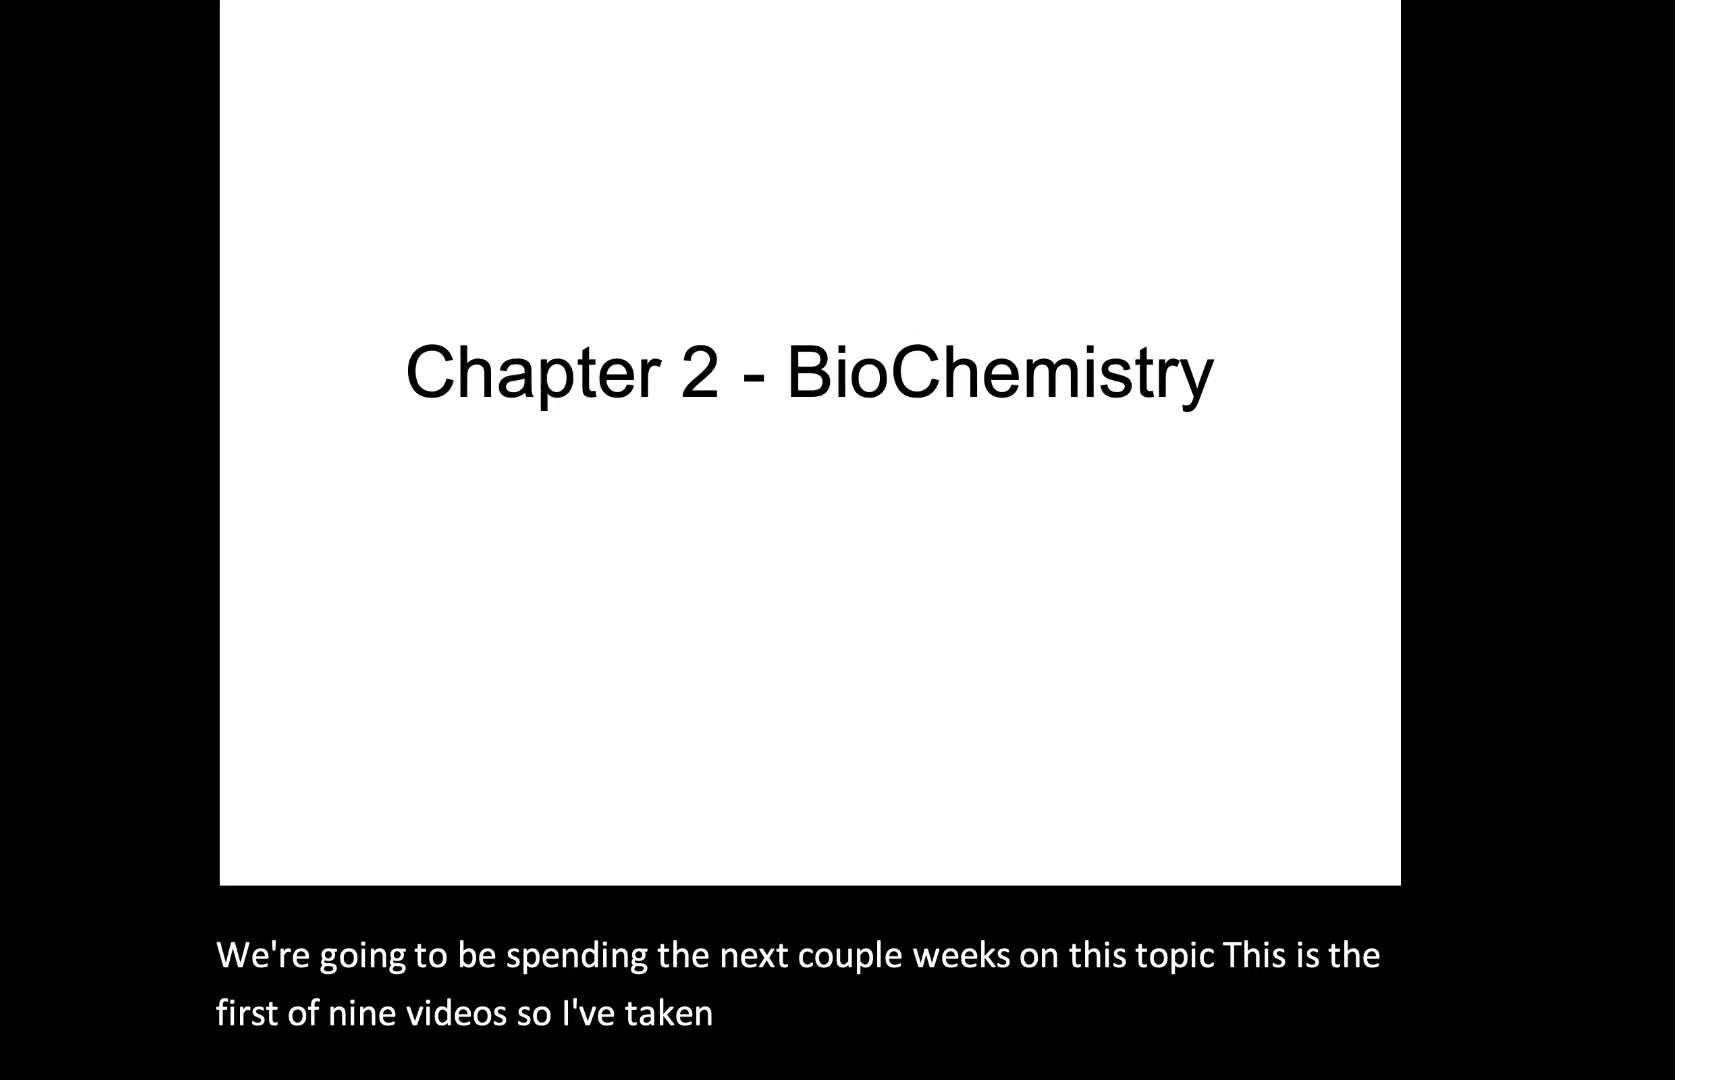 Chapter 2 - BioChemistry
We're going to be spending the next couple weeks on this topic This is the
first of nine videos so I've taken